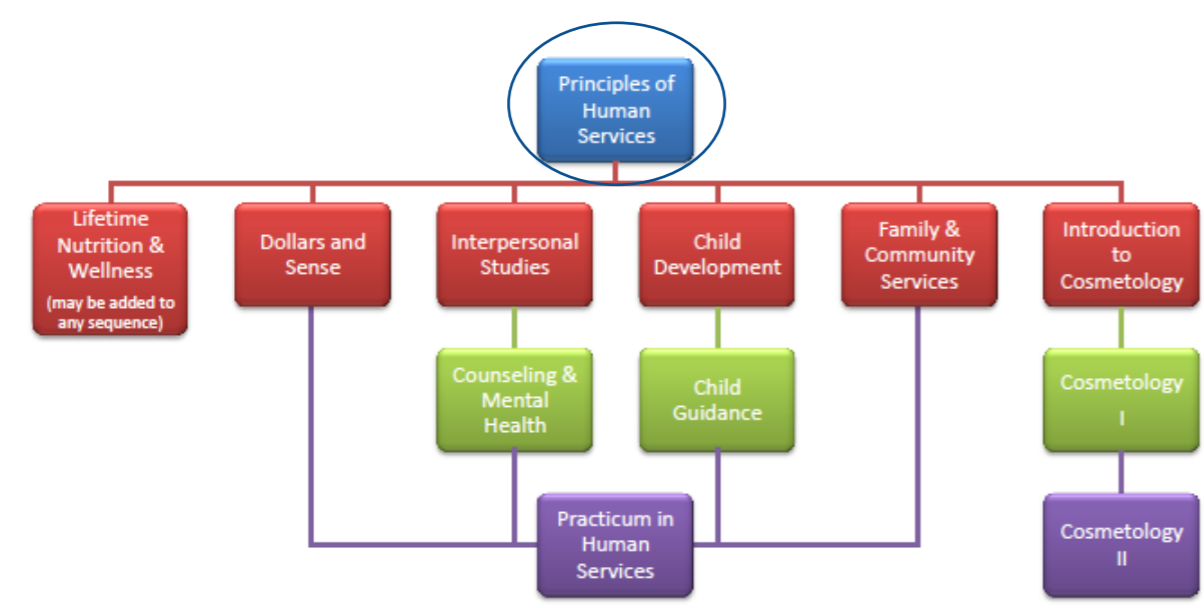 Principles of
Human
Services
Lifetime
Nutrition &
Wellness
(may be added to
any sequence)
Dollars and
Sense
Interpersonal
Studies
Child
Development
Family &
Community
Services
Introduction
to
Cosmetology
Counseling &
Mental
Health
Child
Guidance
Cosmetology
I
Practicum in
Human
Services
Cosmetology
II